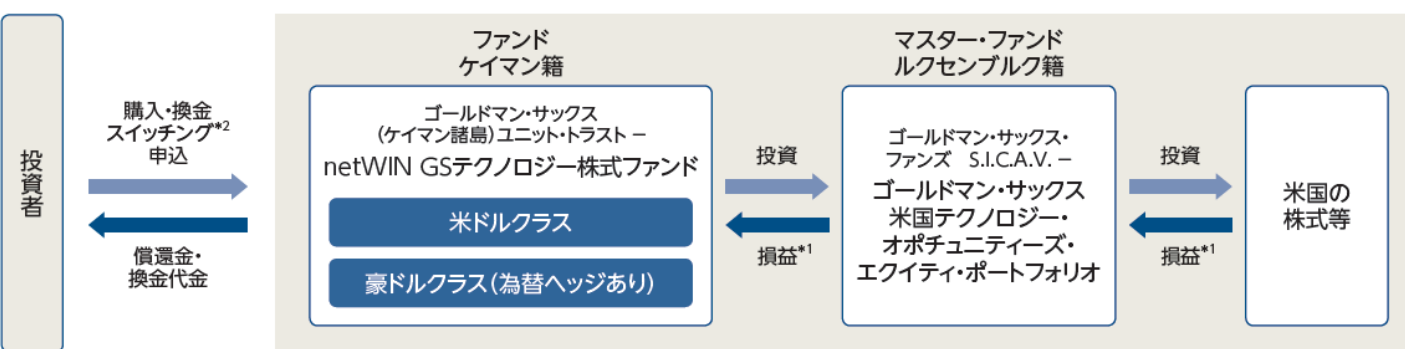 投資者
購入・換金
スイッチング*2
申込
償還金・
換金代金
ファンド
ケイマン籍
ゴールドマン・サックス
(ケイマン諸島)ユニット・トラスト －
netWIN GSテクノロジー株式ファンド
米ドルクラス
豪ドルクラス(為替ヘッジあり)
投資
損益*1
マスター・ファンド
ルクセンブルク籍
ゴールドマン・サックス・
ファンズ S.I.C.A.V. －
ゴールドマン・サックス
米国テクノロジー・
オポチュニティーズ・
エクイティ・ポートフォリオ
投資
損益*1
米国の
株式等